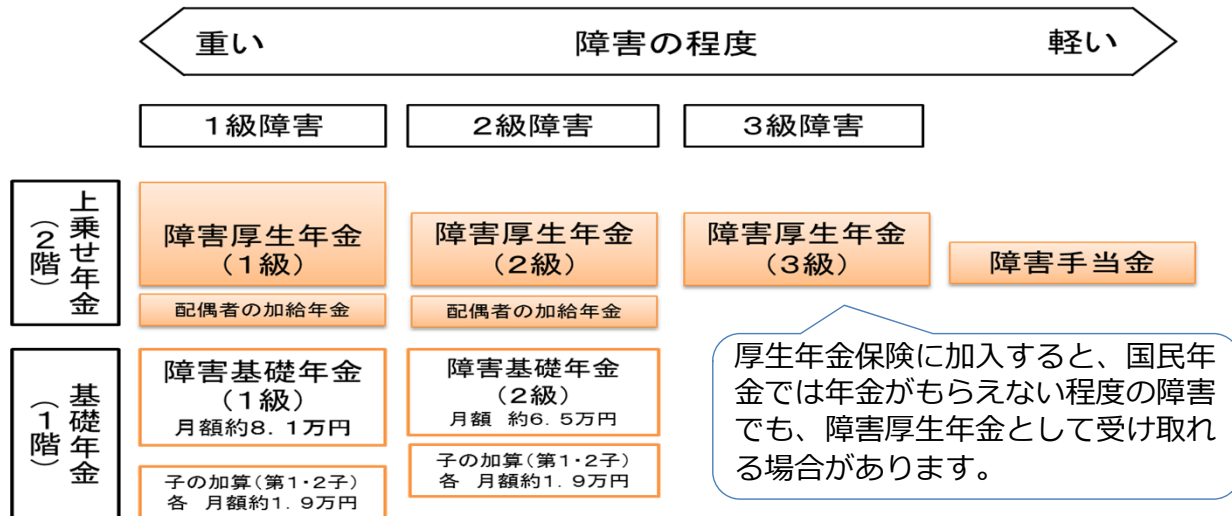 重い 障害の程度 軽い
1級障害 2級障害 3級障害
上乗せ年金
（2階）
障害厚生年金
（1級）
配偶者の加給年金
障害厚生年金
（2級）
配偶者の加給年金
障害厚生年金
（3級）
障害手当金
基礎年金
（1階）
障害基礎年金
（1級）
月額約8．1万円
子の加算（第1・2子）
各　月額約1．9万円
障害基礎年金
（2級）
月額　約6．5万円
子の加算（第1・2子）
各　月額約1．9万円
厚生年金保険に加入すると、国民年
金では年金がもらえない程度の障害
でも、障害厚生年金として受け取れ
る場合があります。